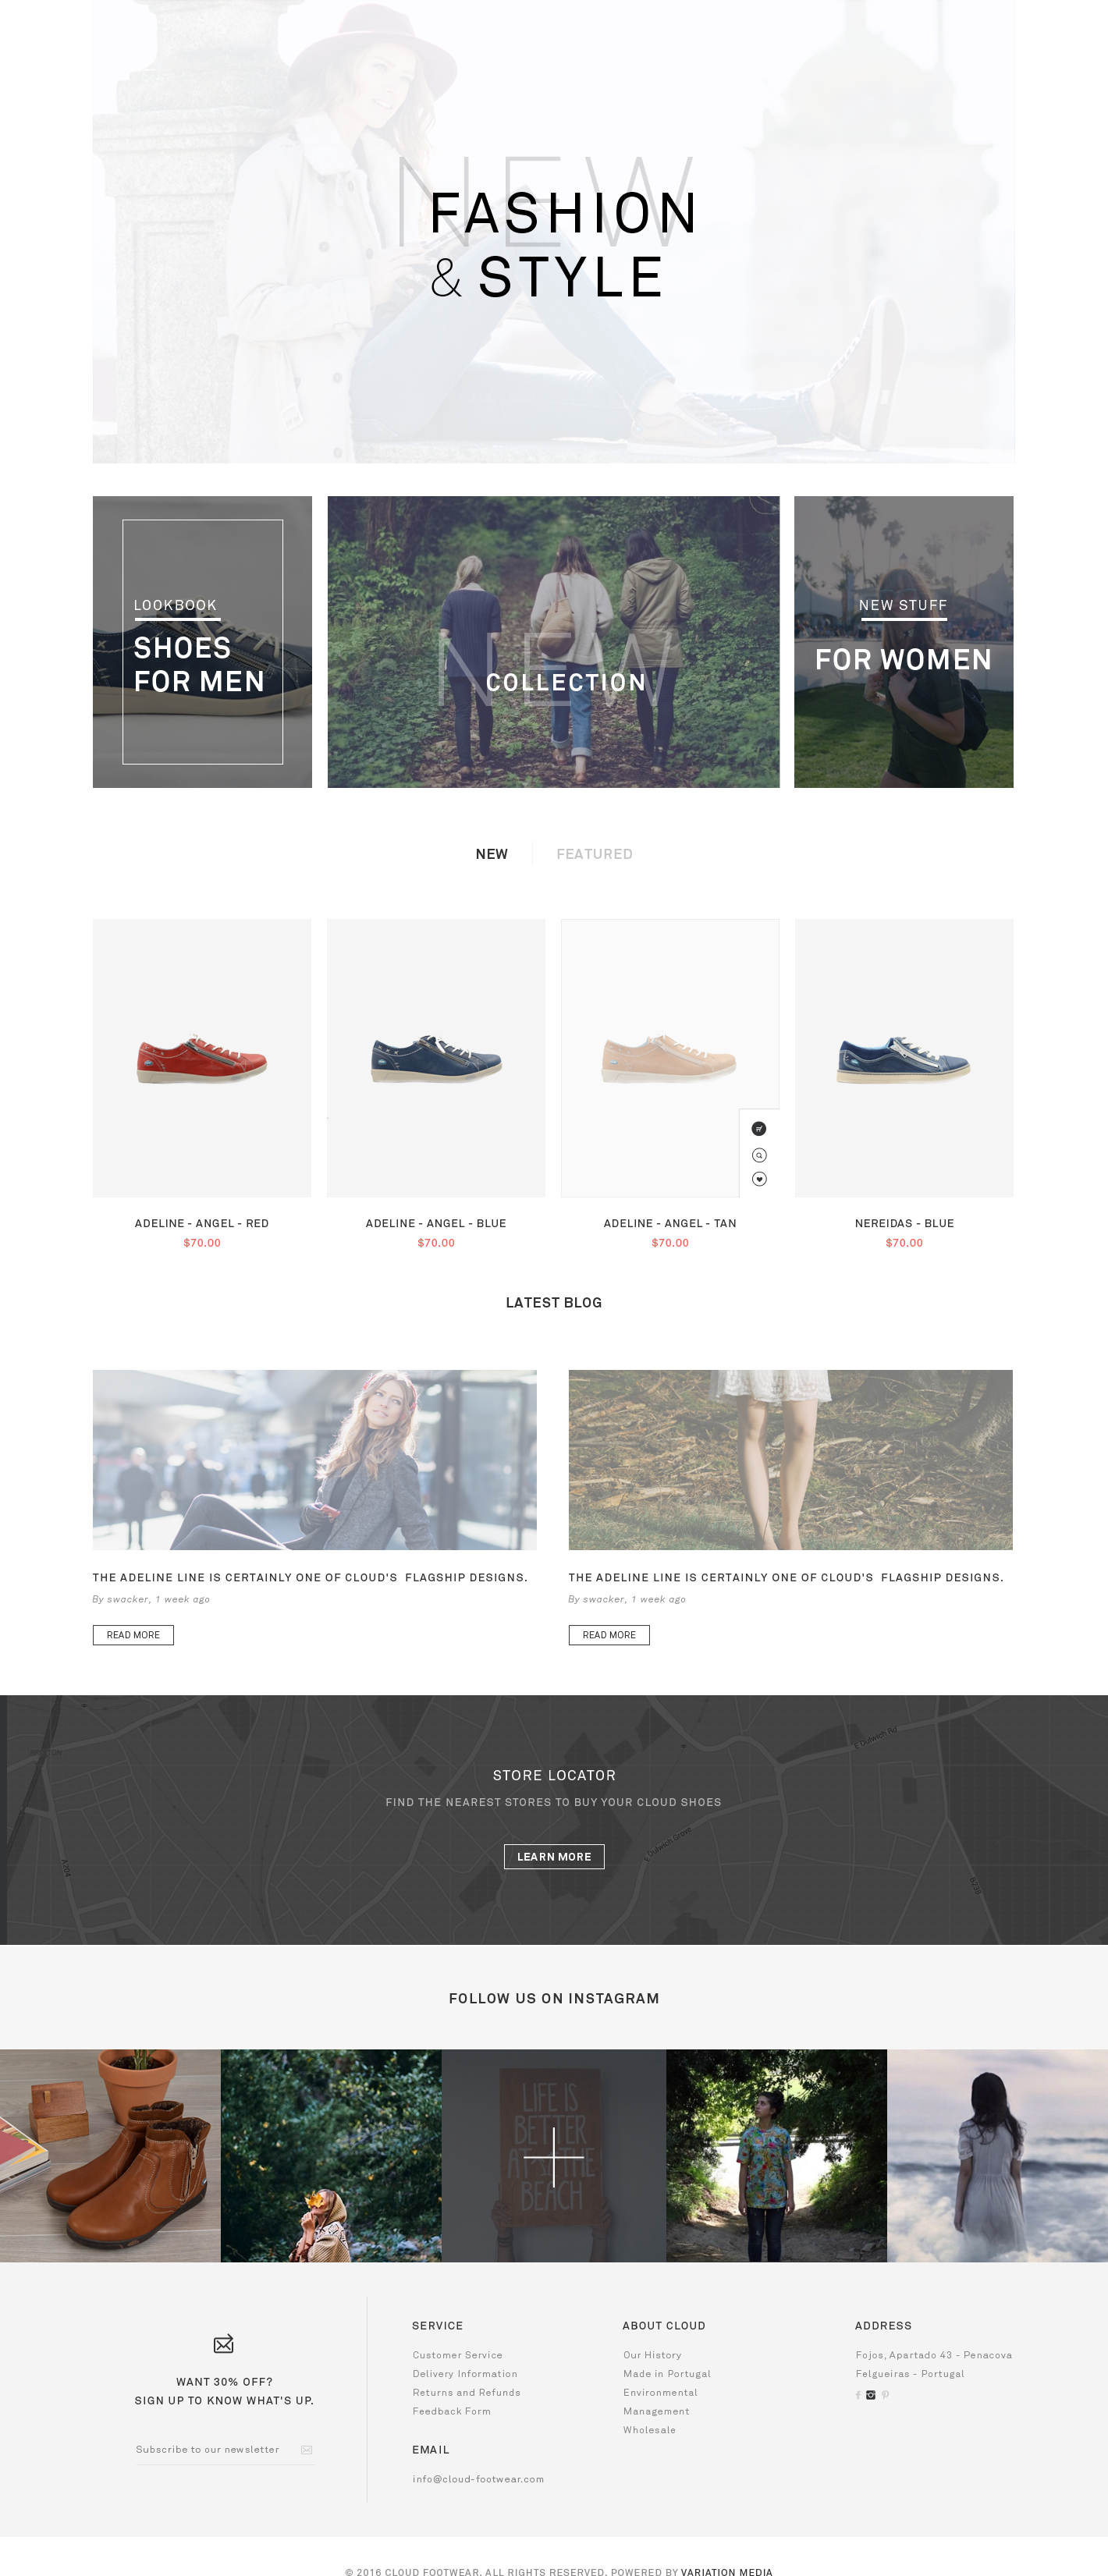 NEW
FASHION
& STYLE
LOOKBOOK
SHOES
FOR MEN
NEW
COLLECTION
NEW STUFF
FOR WOMEN
NEW
FEATURED
ADELINE - ANGEL - RED
$70.00
ADELINE - ANGEL - BLUE
$70.00
ADELINE - ANGEL - TAN
$70.00
NEREIDAS - BLUE
$70.00
LATEST BLOG
THE ADELINE LINE IS CERTAINLY ONE OF CLOUD'S FLAGSHIP DESIGNS.
By swacker, 1 week ago
READ MORE
THE ADELINE LINE IS CERTAINLY ONE OF CLOUD'S FLAGSHIP DESIGNS.
By swacker, 1 week ago
READ MORE
E Dulwich Rd
STORE LOCATOR
FIND THE NEAREST STORES TO BUY YOUR CLOUD SHOES
E Dulwich Grove
LEARN MORE
FOLLOW US ON INSTAGRAM
LIFE IS
BETTER
AT THE
BEACH
WANT 30% OFF?
SIGN UP TO KNOW WHAT'S UP.
Subscribe to our newsletter
SERVICE
Customer Service
Delivery Information
Returns and Refunds
Feedback Form
EMAIL
info@cloud-footwear.com
ABOUT CLOUD
Our History
Made in Portugal
Environmental
Management
Wholesale
ADDRESS
Fojos, Apartado 43 - Penacova
Felgueiras - Portugal
© 2016 CLOUD FOOTWEAR. ALL RIGHTS RESERVED. POWERED BY VARIATION MEDIA